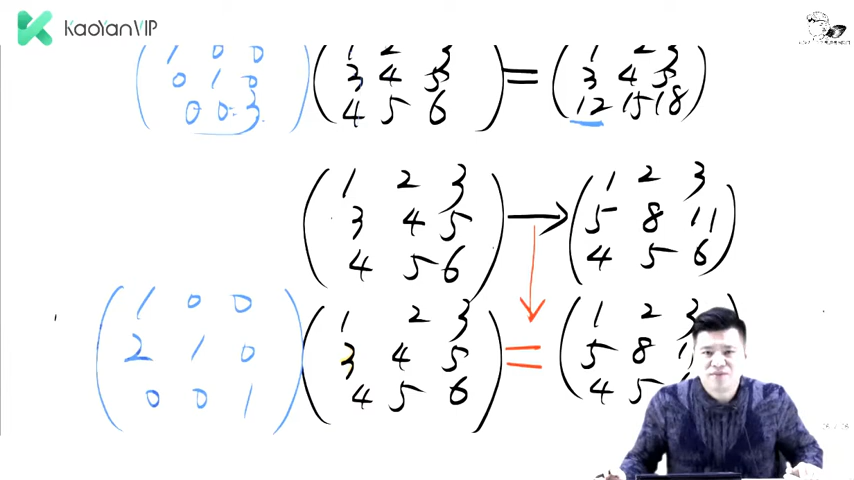 KaoYanVIP
1 0 0 1 2 3 1 2 3
0 1 0 3 4 5 = 3 4 5
0 0 3 4 5 6 12 15 18
1 2 3 1 2 3
3 4 5 → 5 8 11
4 5 6 4 5 6
1 0 0 1 2 3 1 2 3
2 1 0 3 4 5 = 5 8 1
0 0 1 4 5 6 4 5